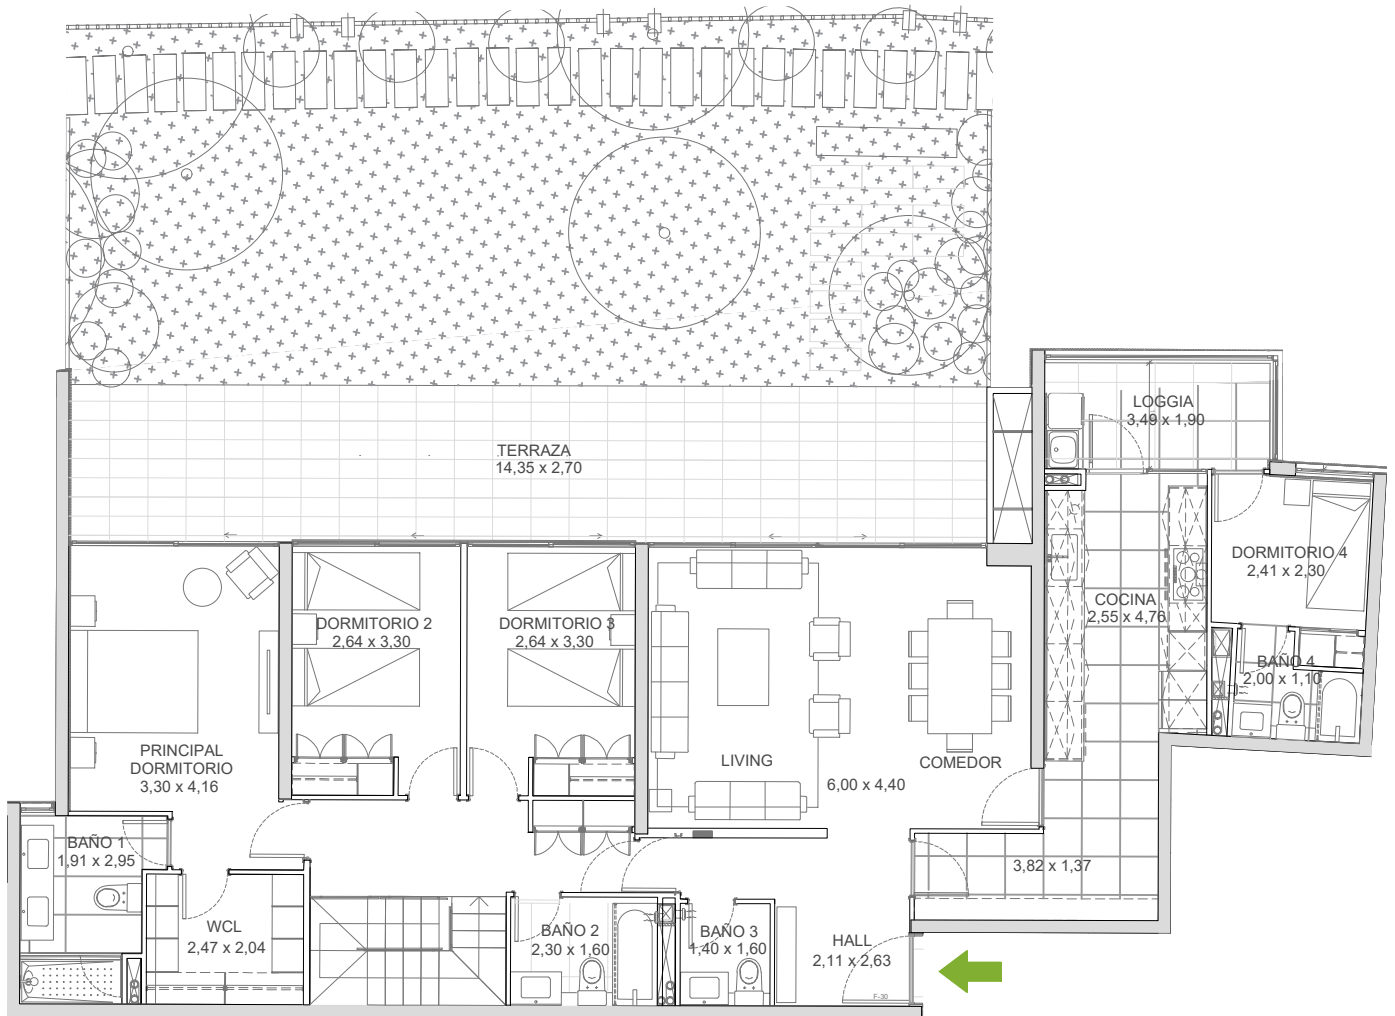 LOGGIA
3,49 x 1,90
TERRAZA
14,35 x 2,70
DORMITORIO 4
2,41 x 2,30
COCINA
2,55 x 4,76
DORMITORIO 2
2,64 x 3,30
DORMITORIO 3
2,64 x 3,30
BAÑO 4
2,00 x 1,10
PRINCIPAL
DORMITORIO
3,30 x 4,16
LIVING
COMEDOR
6,00 x 4,40
BAÑO 1
1,91 x 2,95
3,82 x 1,37
WCL
2,47 x 2,04
BAÑO 2
2,30 x 1,60
BAÑO 3
1,40 x 1,60
HALL
2,11 x 2,63
F-30